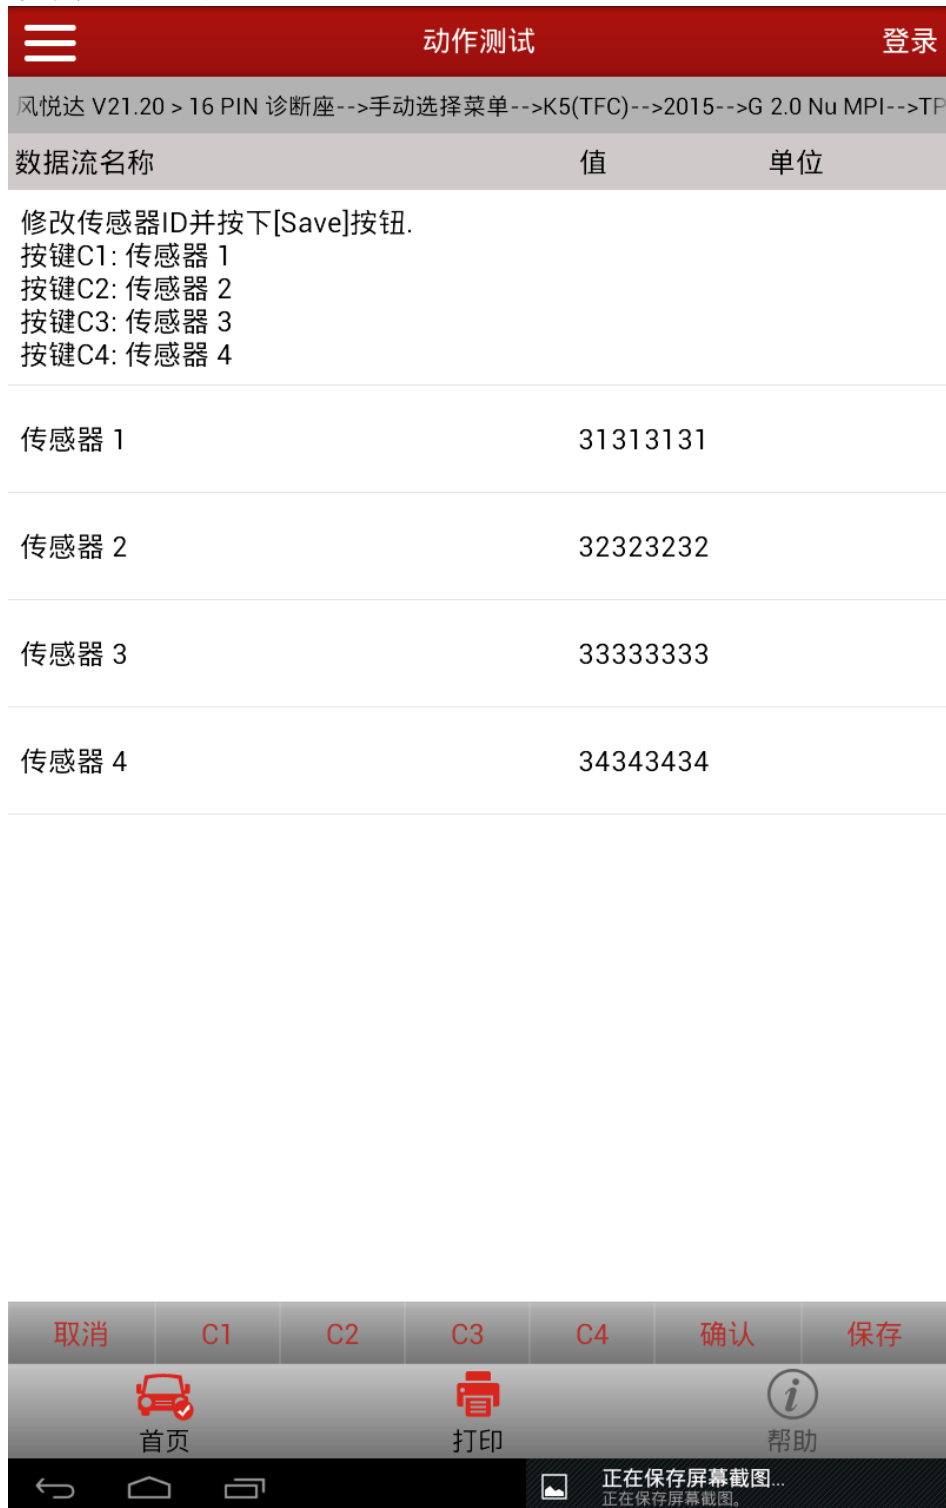 动作测试
登录
风悦达 V21.20 > 16 PIN 诊断座-->手动选择菜单-->K5(TFC)-->2015-->G 2.0 Nu MPI-->TP
数据流名称 值 单位
修改传感器ID并按下[Save]按钮.
按键C1: 传感器 1
按键C2: 传感器 2
按键C3: 传感器 3
按键C4: 传感器 4
传感器 1 31313131
传感器 2 32323232
传感器 3 33333333
传感器 4 34343434
取消 C1 C2 C3 C4 确认 保存
首页 打印 帮助
正在保存屏幕截图...
正在保存屏幕截图。